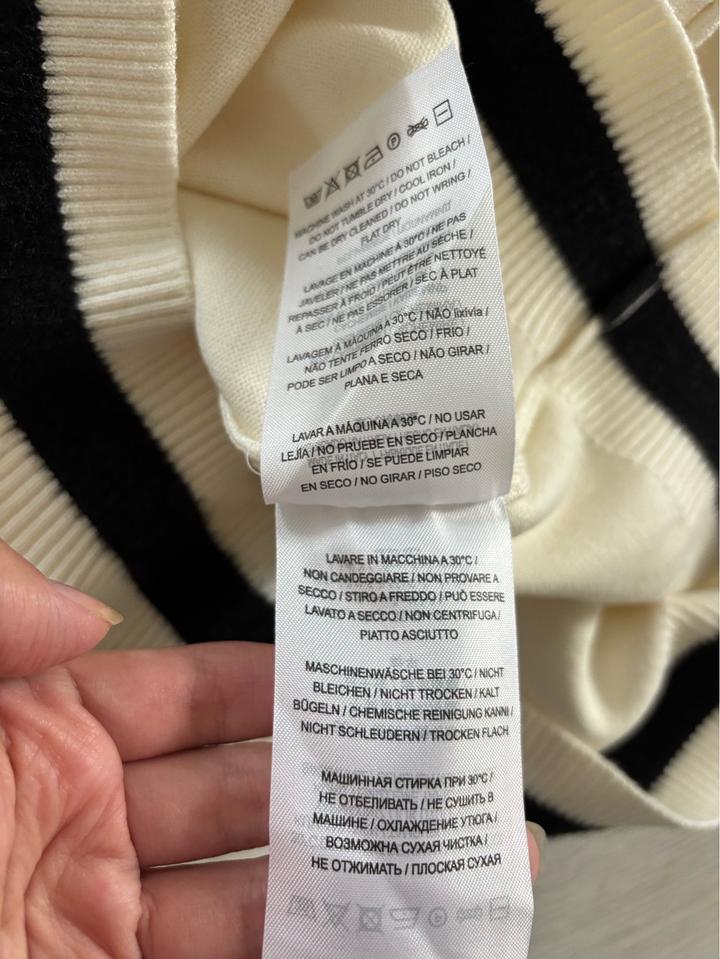 MACHINE WASH AT 30°C / DO NOT BLEACH /
DO NOT TUMBLE DRY / COOL IRON /
CAN BE DRY CLEANED / DO NOT WRING /
FLAT DRY
LAVAGE EN MACHINE À 30°C / NE PAS
JAVELER / NE PAS METTRE AU SÈCHE /
REPASSER À FROID / PEUT ÊTRE NETTOYÉ
À SEC / NE PAS ESSORER / SEC À PLAT
LAVAGEM À MÁQUINA A 30°C / NÃO lixívia /
NÃO TENTE FERRO SECO / FRIO /
PODE SER LIMPO A SECO / NÃO GIRAR /
PLANA E SECA
LAVAR A MÁQUINA A 30°C / NO USAR
LEJÍA / NO PRUEBE EN SECO / PLANCHA
EN FRÍO / SE PUEDE LIMPIAR
EN SECO / NO GIRAR / PISO SECO
LAVARE IN MACCHINA A 30°C /
NON CANDEGGIARE / NON PROVARE A
SECCO / STIRO A FREDDO / PUÒ ESSERE
LAVATO A SECCO / NON CENTRIFUGA /
PIATTO ASCIUTTO
MASCHINENWÄSCHE BEI 30°C / NICHT
BLEICHEN / NICHT TROCKEN / KALT
BÜGELN / CHEMISCHE REINIGUNG KANNI /
NICHT SCHLEUDERN / TROCKEN FLACH
МАШИННАЯ СТИРКА ПРИ 30°C /
НЕ ОТБЕЛИВАТЬ / НЕ СУШИТЬ В
МАШИНЕ / ОХЛАЖДЕНИЕ УТЮГА /
ВОЗМОЖНА СУХАЯ ЧИСТКА /
НЕ ОТЖИМАТЬ / ПЛОСКАЯ СУХАЯ